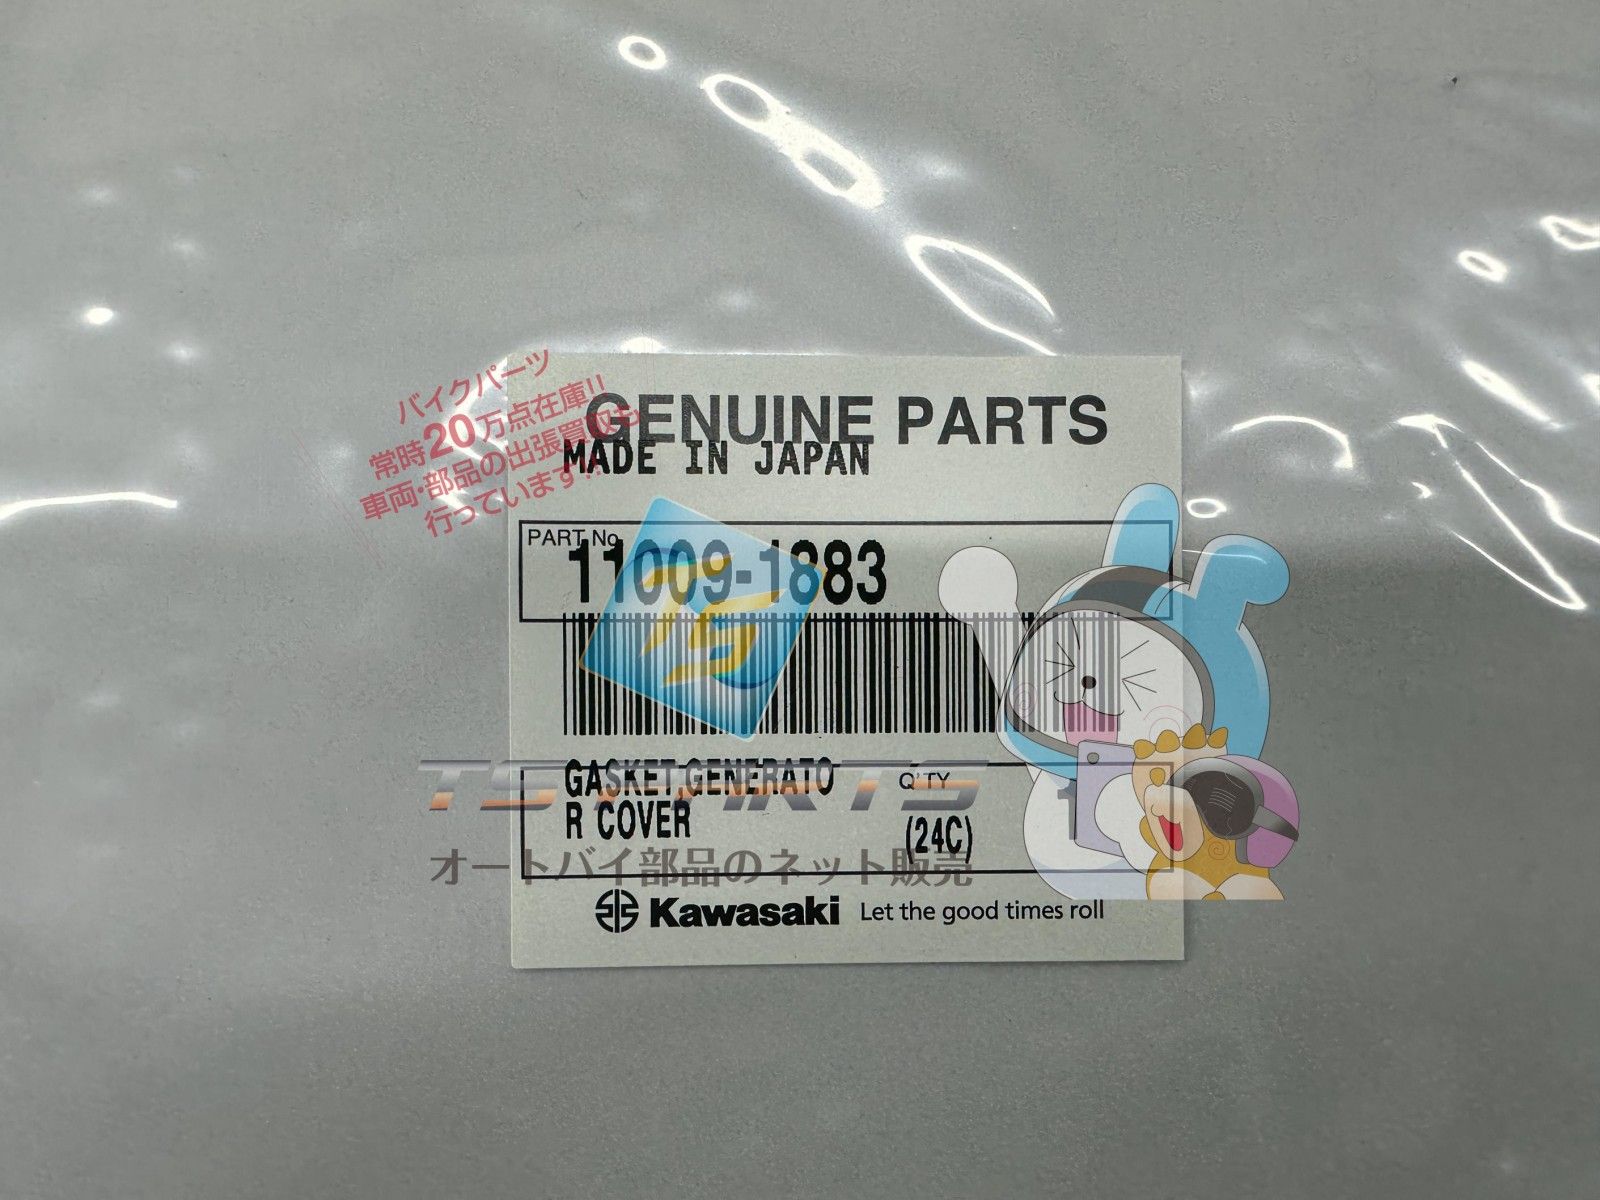 バイクパーツ
常時20万点在庫!!
車両・部品の出張買取も
行っています!!
GENUINE PARTS
MADE IN JAPAN
PART No.
11009-1883
TS
GASKET,GENERATO
R COVER
Q'TY
1
(24C)
TS PARTS
オートバイ部品のネット販売
Kawasaki Let the good times roll